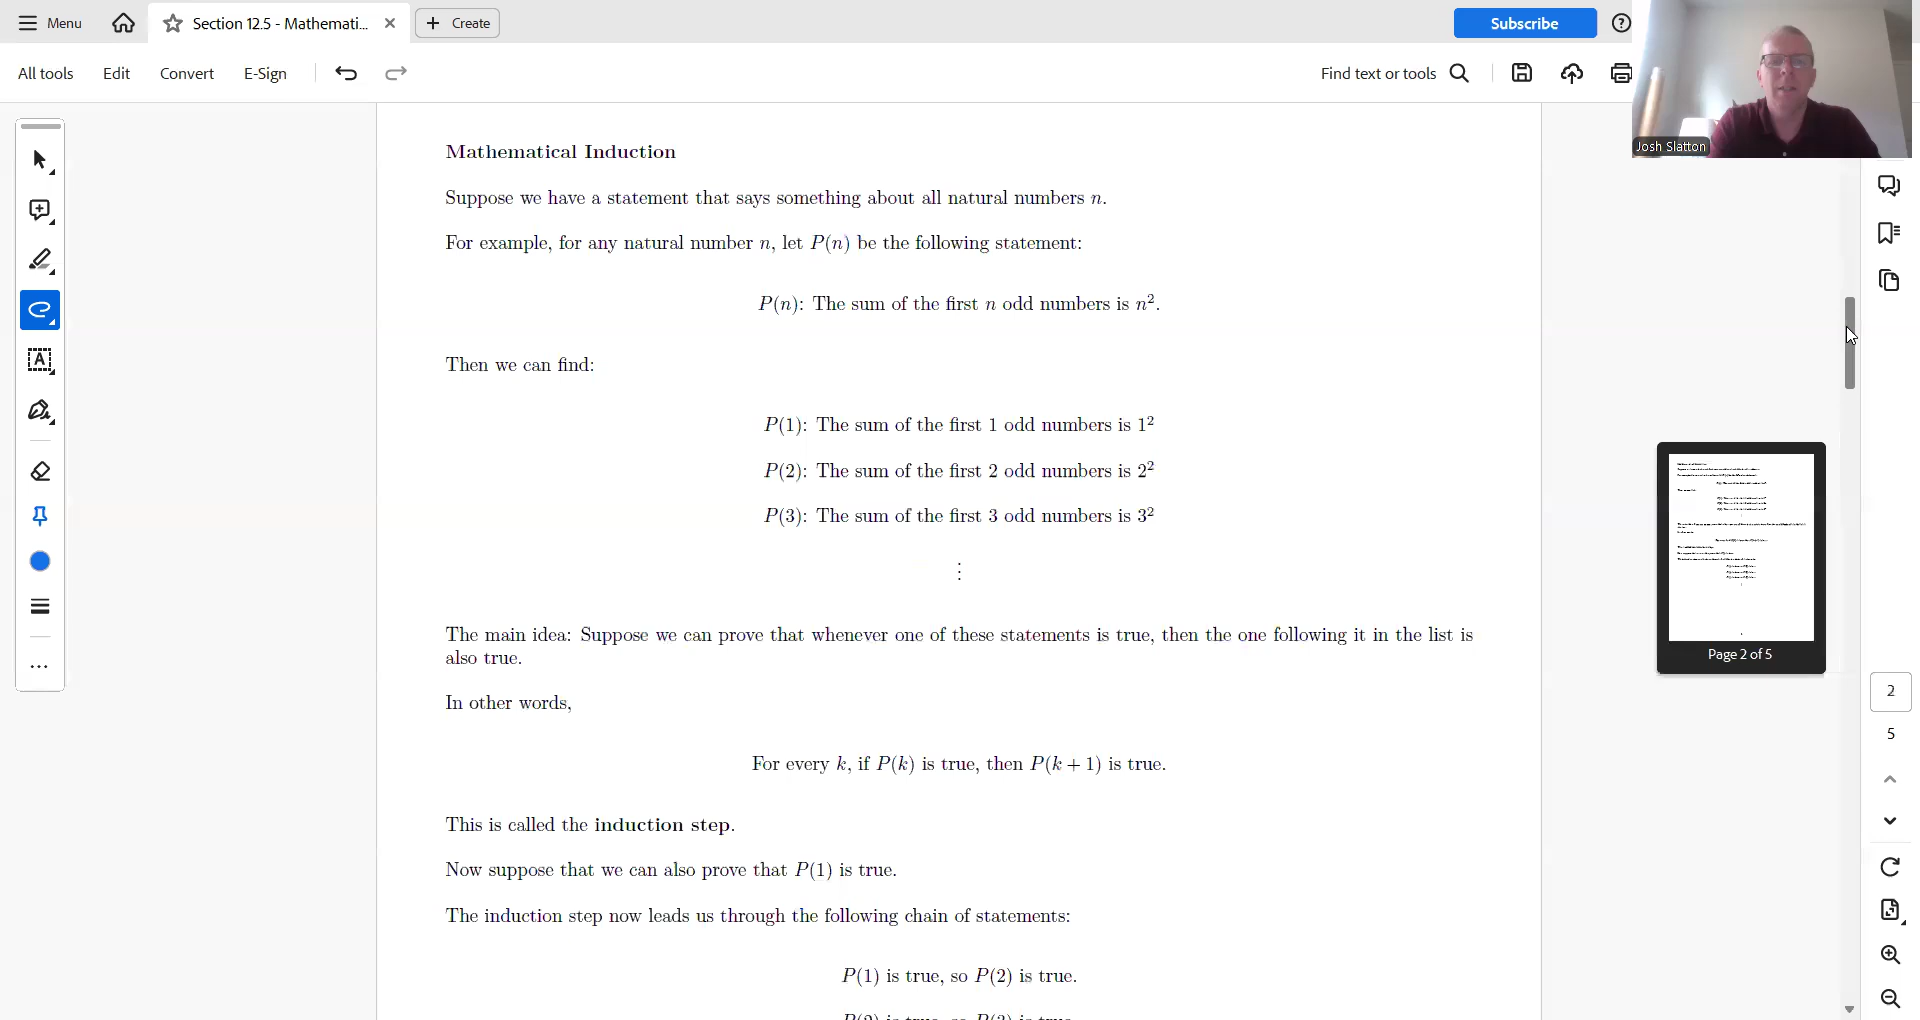 Menu
Section 12.5 - Mathemati...
Create
Subscribe
All tools
Edit
Convert
E-Sign
Find text or tools
Josh Slatton
Mathematical Induction
Suppose we have a statement that says something about all natural numbers n.
For example, for any natural number n, let P(n) be the following statement:
P(n): The sum of the first n odd numbers is n².
Then we can find:
P(1): The sum of the first 1 odd numbers is 1²
P(2): The sum of the first 2 odd numbers is 2²
P(3): The sum of the first 3 odd numbers is 3²
⋮
The main idea: Suppose we can prove that whenever one of these statements is true, then the one following it in the list is
also true.
In other words,
For every k, if P(k) is true, then P(k + 1) is true.
This is called the induction step.
Now suppose that we can also prove that P(1) is true.
The induction step now leads us through the following chain of statements:
P(1) is true, so P(2) is true.
Page 2 of 5
2
5